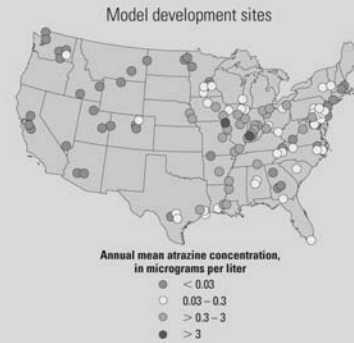 Model development sites
Annual mean atrazine concentration,
in micrograms per liter
< 0.03
0.03 – 0.3
> 0.3 – 3
> 3